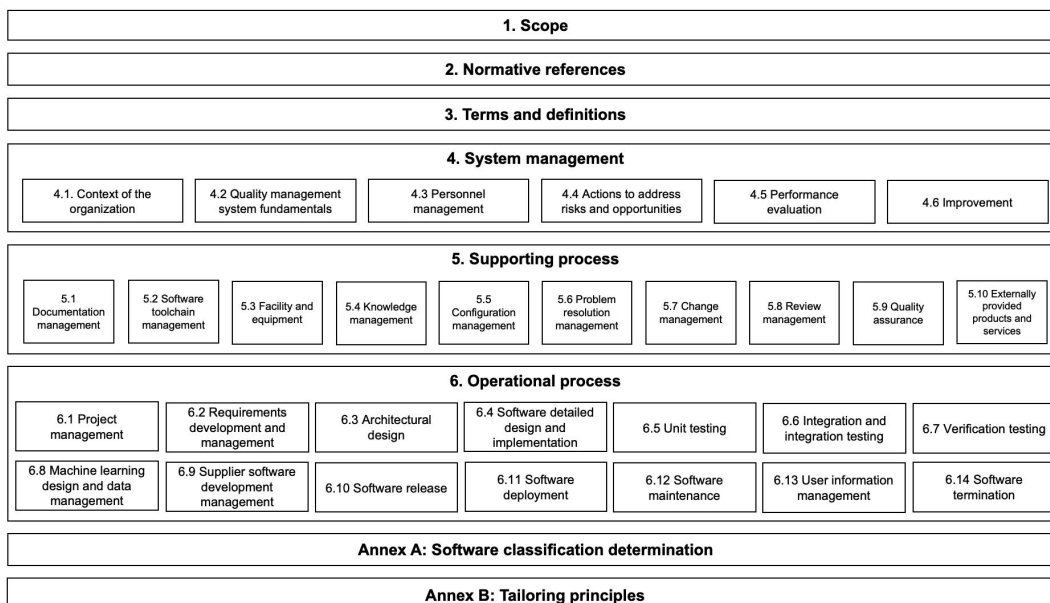 1. Scope
2. Normative references
3. Terms and definitions
4. System management
4.1. Context of the
organization
4.2 Quality management
system fundamentals
4.3 Personnel
management
4.4 Actions to address
risks and opportunities
4.5 Performance
evaluation
4.6 Improvement
5. Supporting process
5.1
Documentation
management
5.2 Software
toolchain
management
5.3 Facility and
equipment
5.4 Knowledge
management
5.5
Configuration
management
5.6 Problem
resolution
management
5.7 Change
management
5.8 Review
management
5.9 Quality
assurance
5.10 Externally
provided
products and
services
6. Operational process
6.1 Project
management
6.2 Requirements
development and
management
6.3 Architectural
design
6.4 Software detailed
design and
implementation
6.5 Unit testing
6.6 Integration and
integration testing
6.7 Verification testing
6.8 Machine learning
design and data
management
6.9 Supplier software
development
management
6.10 Software release
6.11 Software
deployment
6.12 Software
maintenance
6.13 User information
management
6.14 Software
termination
Annex A: Software classification determination
Annex B: Tailoring principles